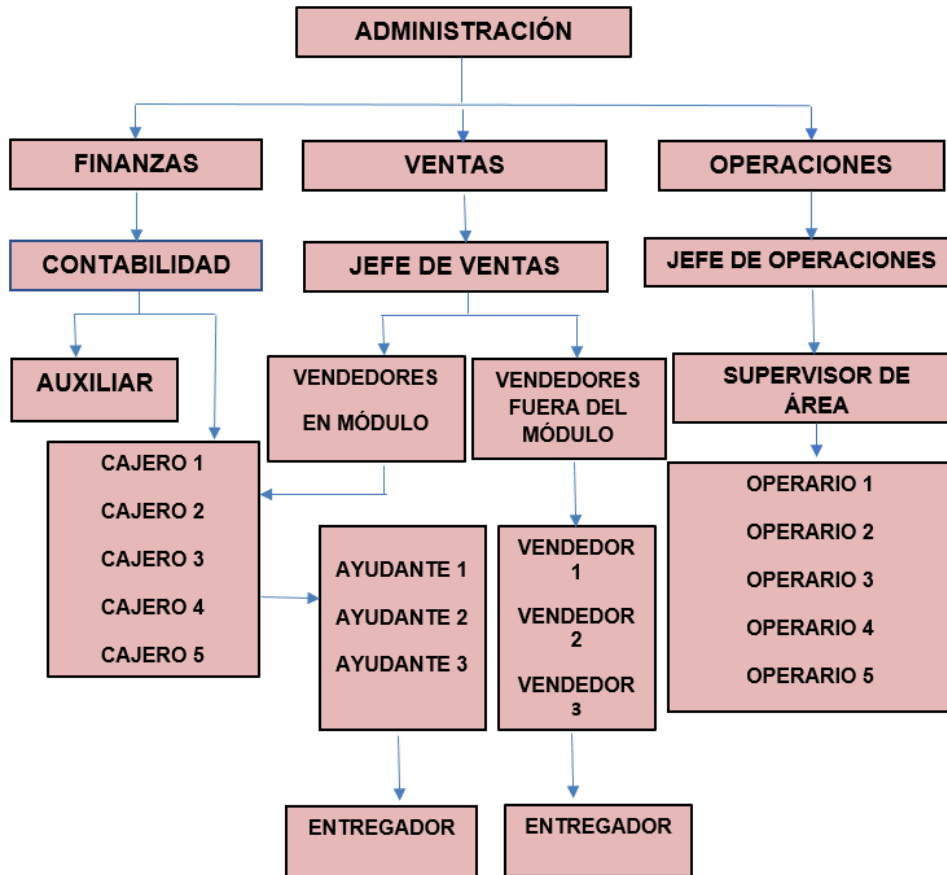 ADMINISTRACIÓN
FINANZAS
VENTAS
OPERACIONES
CONTABILIDAD
JEFE DE VENTAS
JEFE DE OPERACIONES
AUXILIAR
VENDEDORES
EN MÓDULO
VENDEDORES
FUERA DEL
MÓDULO
SUPERVISOR DE
ÁREA
CAJERO 1
CAJERO 2
CAJERO 3
CAJERO 4
CAJERO 5
AYUDANTE 1
AYUDANTE 2
AYUDANTE 3
VENDEDOR
1
VENDEDOR
2
VENDEDOR
3
OPERARIO 1
OPERARIO 2
OPERARIO 3
OPERARIO 4
OPERARIO 5
ENTREGADOR
ENTREGADOR